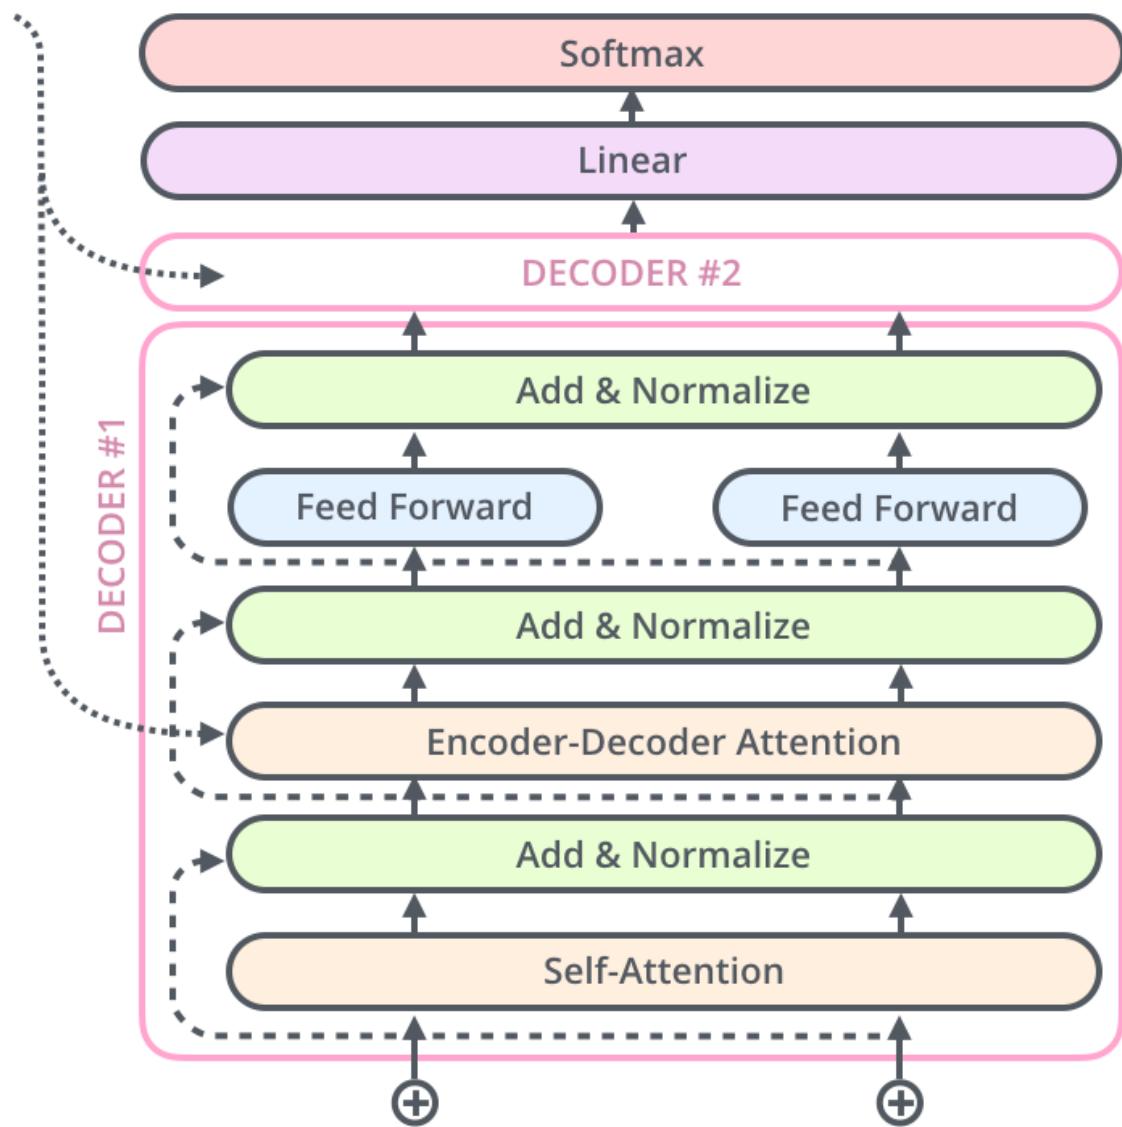 Softmax
Linear
DECODER #2
DECODER #1
Add & Normalize
Feed Forward
Feed Forward
Add & Normalize
Encoder-Decoder Attention
Add & Normalize
Self-Attention